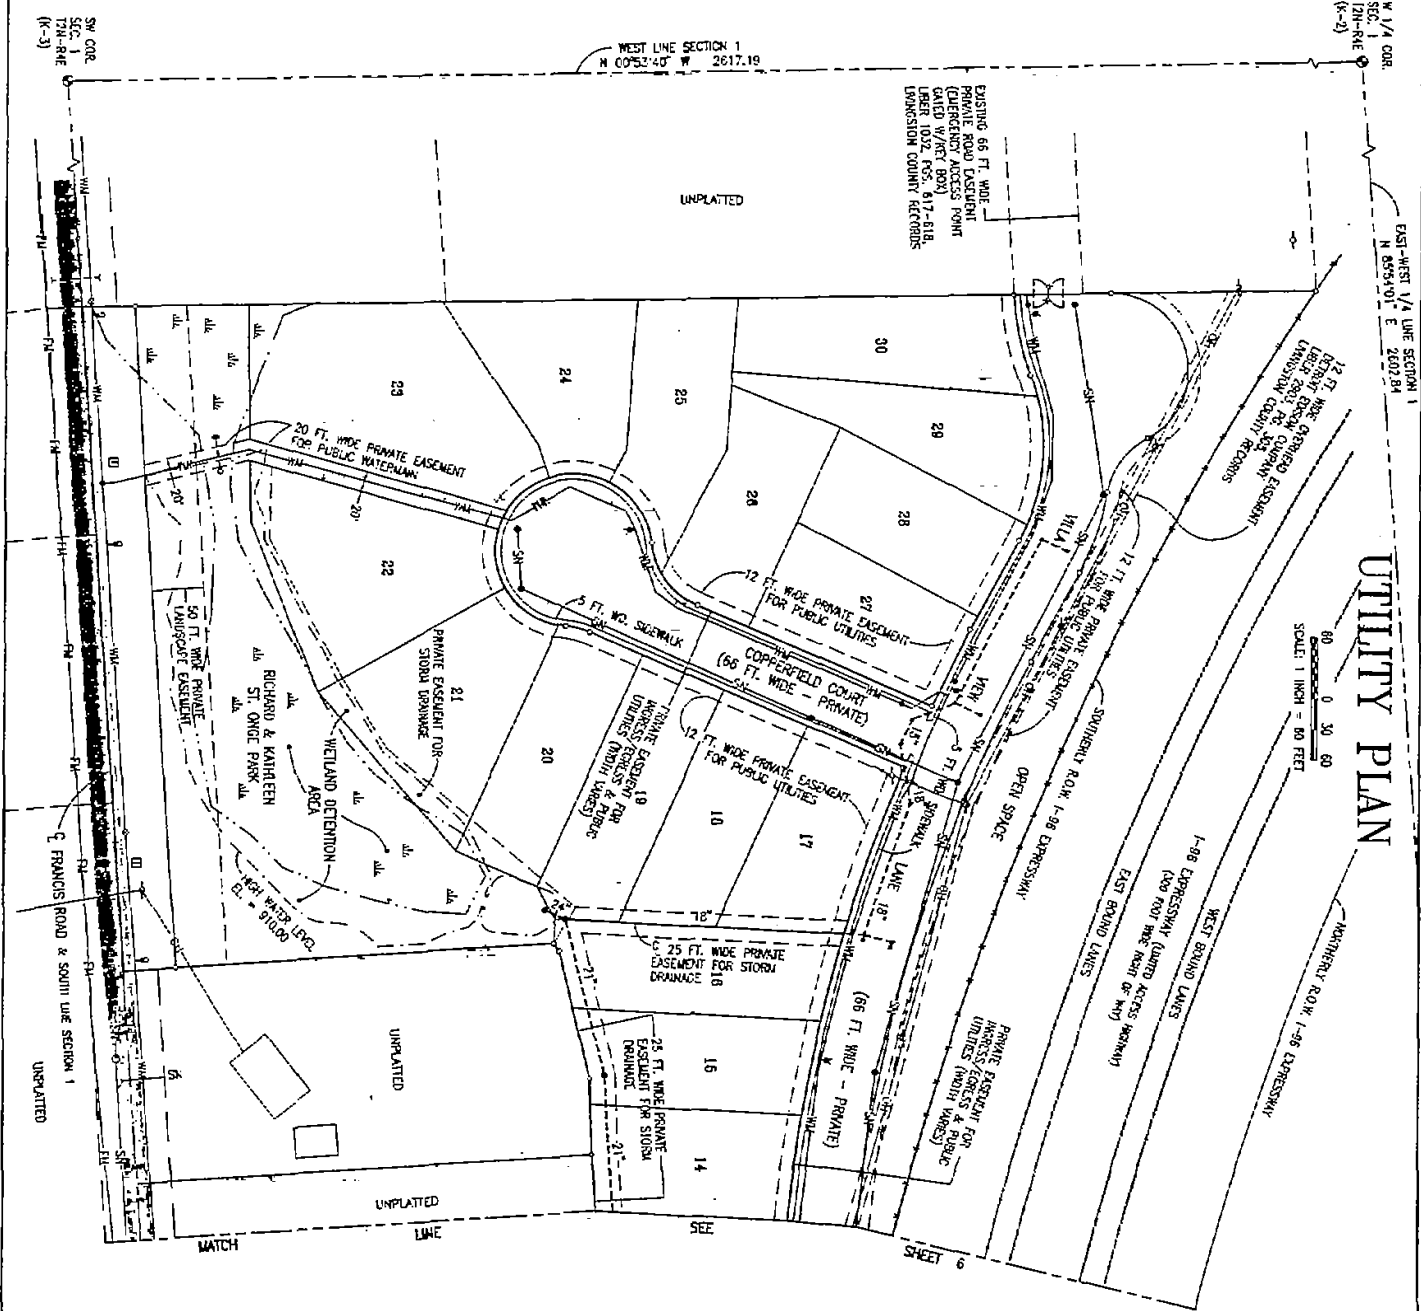 UTILITY PLAN
60 0 30 60
SCALE: 1 INCH = 60 FEET
W 1/4 COR.
SEC. 1
T2N-R4E
(K-2)
EAST-WEST 1/4 LINE SECTION 1
E 2602.84
SW COR.
SEC. 1
T2N-R4E
(K-3)
WEST LINE SECTION 1
N 00°53'40" W 2617.19
EXISTING 66 FT. WIDE
PRIVATE ROAD EASEMENT
(EMERGENCY ACCESS POINT
GATED W/KEY BOX)
LIBER 1032, PGS. 617-618,
LIVINGSTON COUNTY RECORDS
UNPLATTED
12 FT. WIDE OVERHEAD EASEMENT
DETROIT EDISON COMPANY
LIBER 2903, PG. 303,
LIVINGSTON COUNTY RECORDS
NORTHERLY R.O.W. I-96 EXPRESSWAY
WEST BOUND LANES
I-96 EXPRESSWAY (LIMITED ACCESS HIGHWAY)
(300 FOOT WIDE RIGHT OF WAY)
EAST BOUND LANES
SOUTHERLY R.O.W. I-96 EXPRESSWAY
OPEN SPACE
12 FT. WIDE PRIVATE EASEMENT
FOR PUBLIC UTILITIES
VILLA
VIEW
LANE
(66 FT. WIDE - PRIVATE)
5 FT. WD.
SIDEWALK
COPPERFIELD COURT
(66 FT. WIDE - PRIVATE)
12 FT. WIDE PRIVATE EASEMENT
FOR PUBLIC UTILITIES
5 FT. WD. SIDEWALK
12 FT. WIDE PRIVATE EASEMENT
FOR PUBLIC UTILITIES
PRIVATE EASEMENT FOR
INGRESS/EGRESS & PUBLIC
UTILITIES (WIDTH VARIES)
PRIVATE EASEMENT FOR
INGRESS/EGRESS & PUBLIC
UTILITIES (WIDTH VARIES)
30
29
28
27
26
25
24
23
22
21
20
19
18
17
16
15
14
20 FT. WIDE PRIVATE EASEMENT
FOR PUBLIC WATERMAIN
20'
20'
PRIVATE EASEMENT FOR
STORM DRAINAGE
WETLAND DETENTION
AREA
RICHARD & KATHLEEN
ST. ONGE PARK
50 FT. WIDE PRIVATE
LANDSCAPE EASEMENT
HIGH WATER LEVEL
EL = 910.00
25 FT. WIDE PRIVATE
EASEMENT FOR STORM
DRAINAGE
25 FT. WIDE PRIVATE
EASEMENT FOR STORM
DRAINAGE
15"
18"
18"
18"
24"
21"
21"
UNPLATTED
UNPLATTED
UNPLATTED
℄ FRANCIS ROAD & SOUTH LINE SECTION 1
MATCH
LINE
SEE
SHEET 6